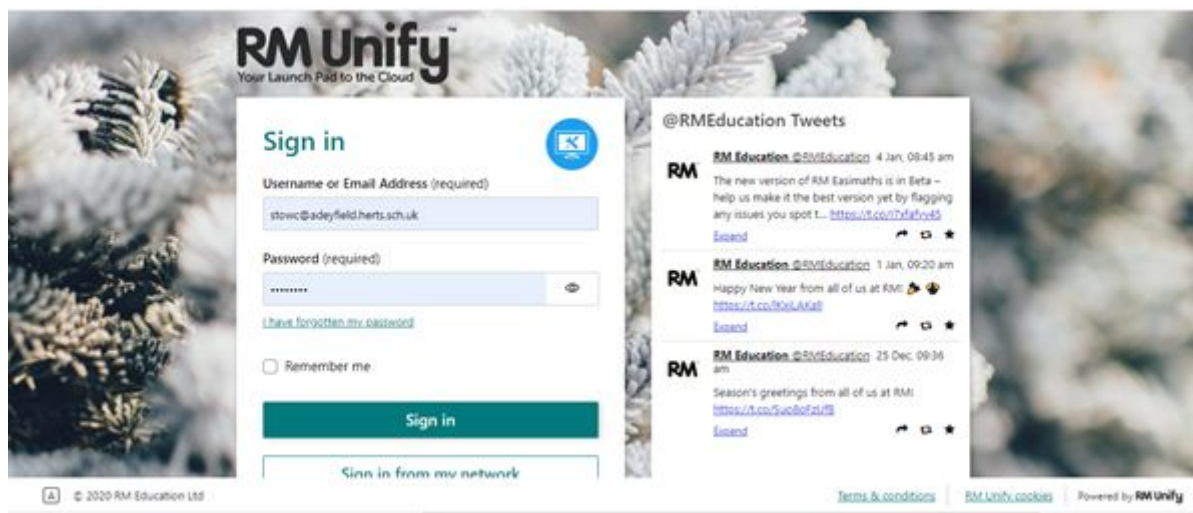 RM Unify™
Your Launch Pad to the Cloud
Sign in
Username or Email Address (required)
stowc@adeyfield.herts.sch.uk
Password (required)
•••••••••
I have forgotten my password
Remember me
Sign in
Sign in from my network
@RMEducation Tweets
RM
RM Education @RMEducation 4 Jan, 08:45 am
The new version of RM Easimaths is in Beta –
help us make it the best version yet by flagging
any issues you spot t...
Expand
RM
RM Education @RMEducation 1 Jan, 09:20 am
Happy New Year from all of us at RM! 🎉
Expand
RM
RM Education @RMEducation 25 Dec, 09:36
am
Season's greetings from all of us at RM!
Expand
A © 2020 RM Education Ltd
Terms & conditions
RM Unify cookies
Powered by RM Unify